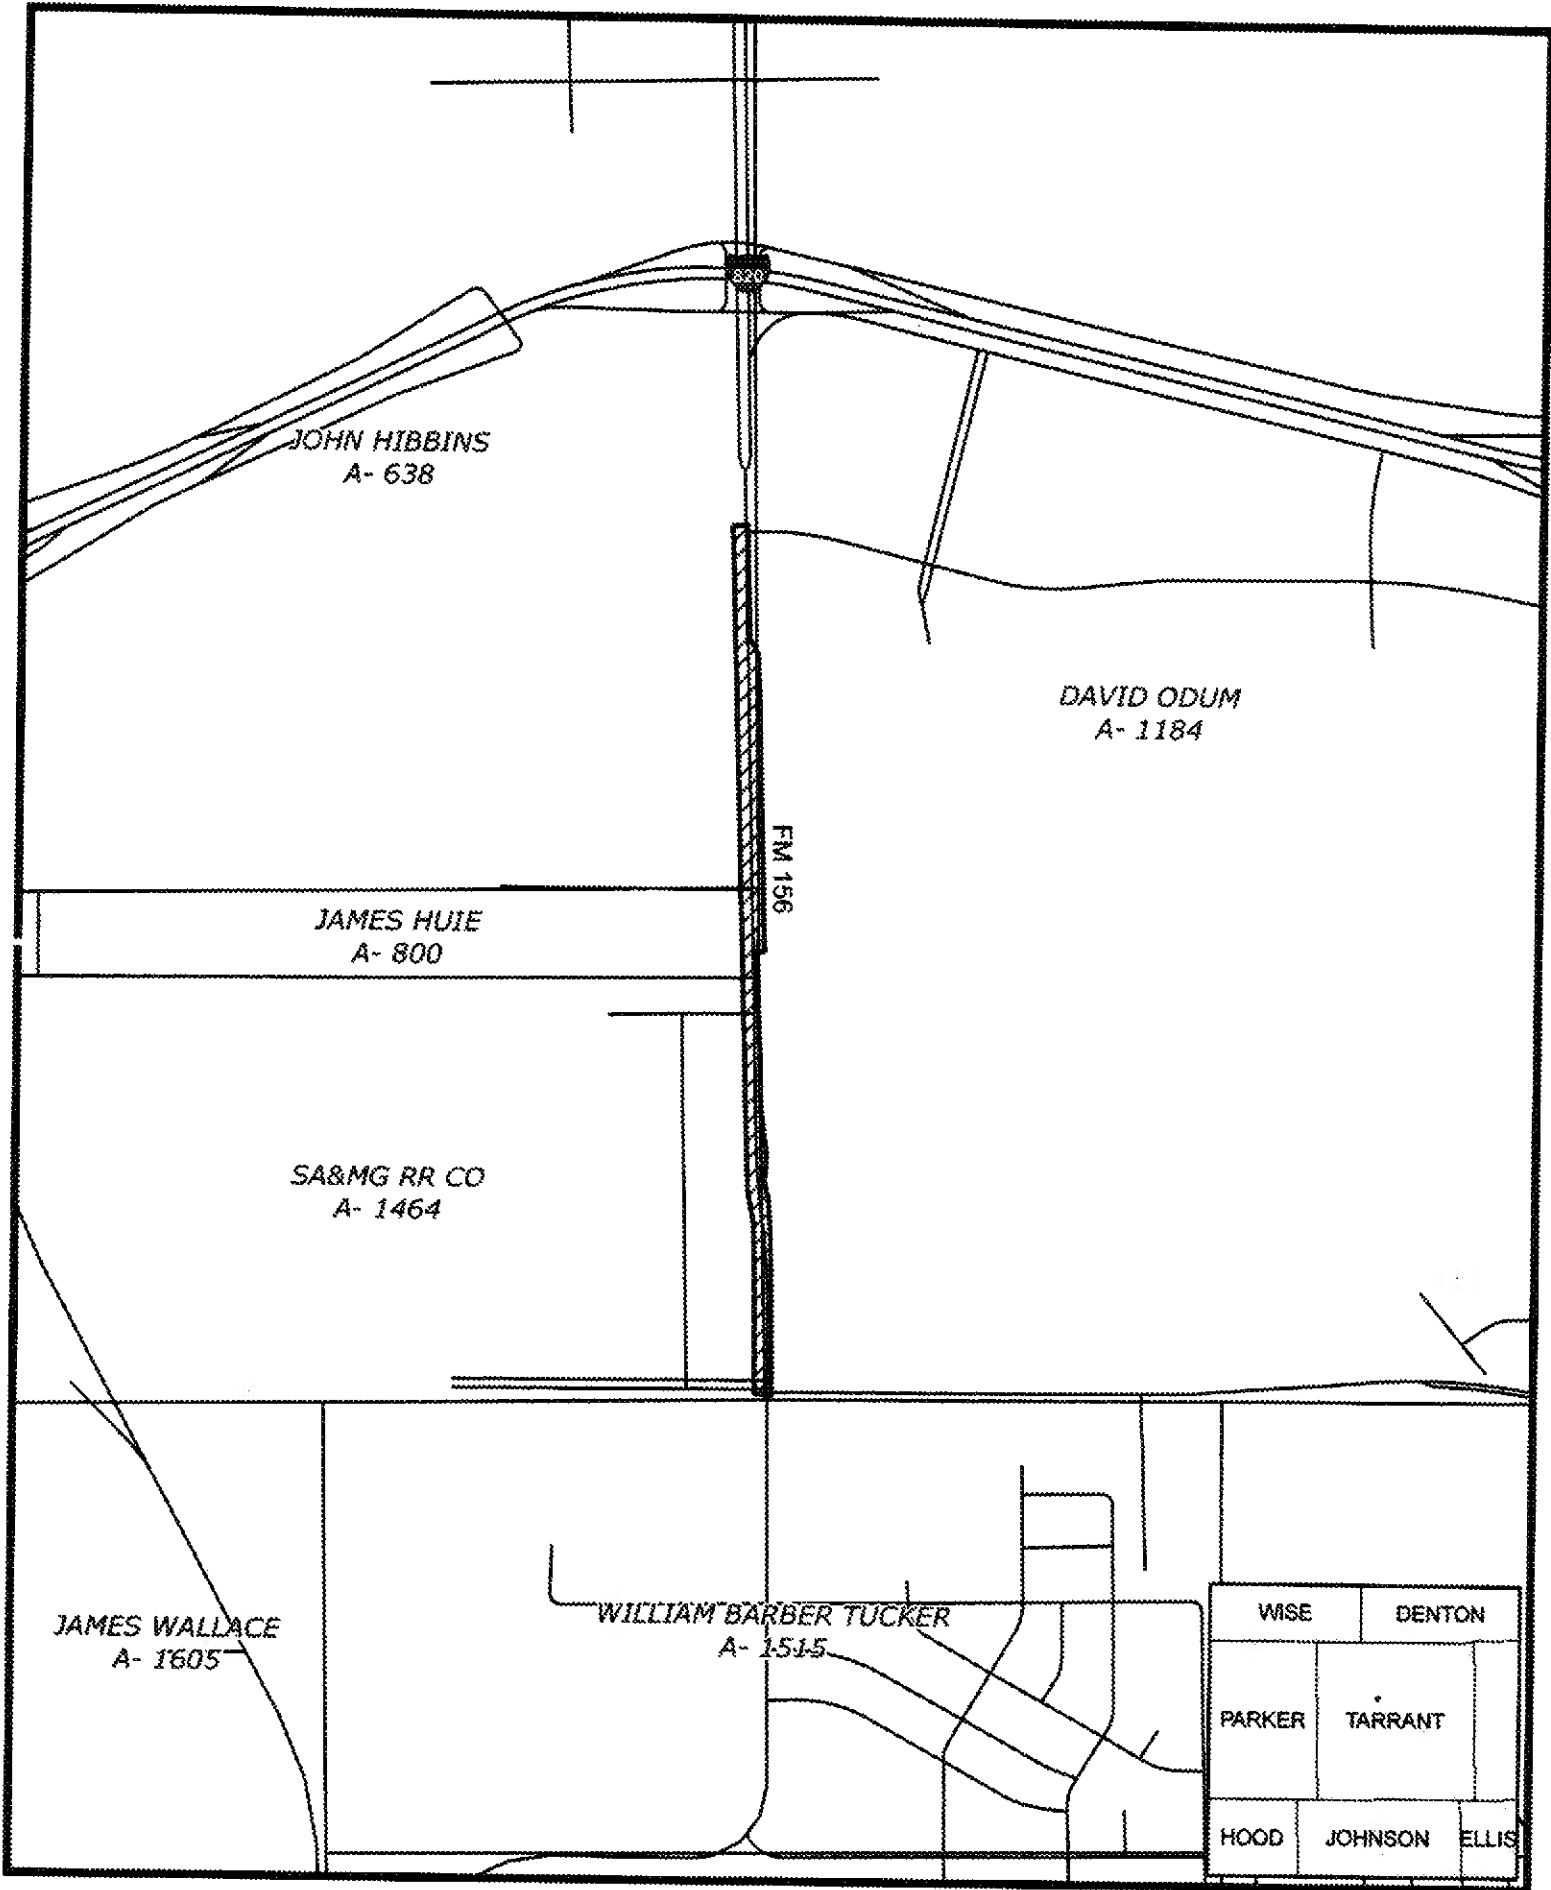 820
JOHN HIBBINS
A- 638
DAVID ODUM
A- 1184
FM 156
JAMES HUIE
A- 800
SA&MG RR CO
A- 1464
JAMES WALLACE
A- 1605
WILLIAM BARBER TUCKER
A- 1515
WISE
DENTON
PARKER
TARRANT
HOOD
JOHNSON
ELLIS